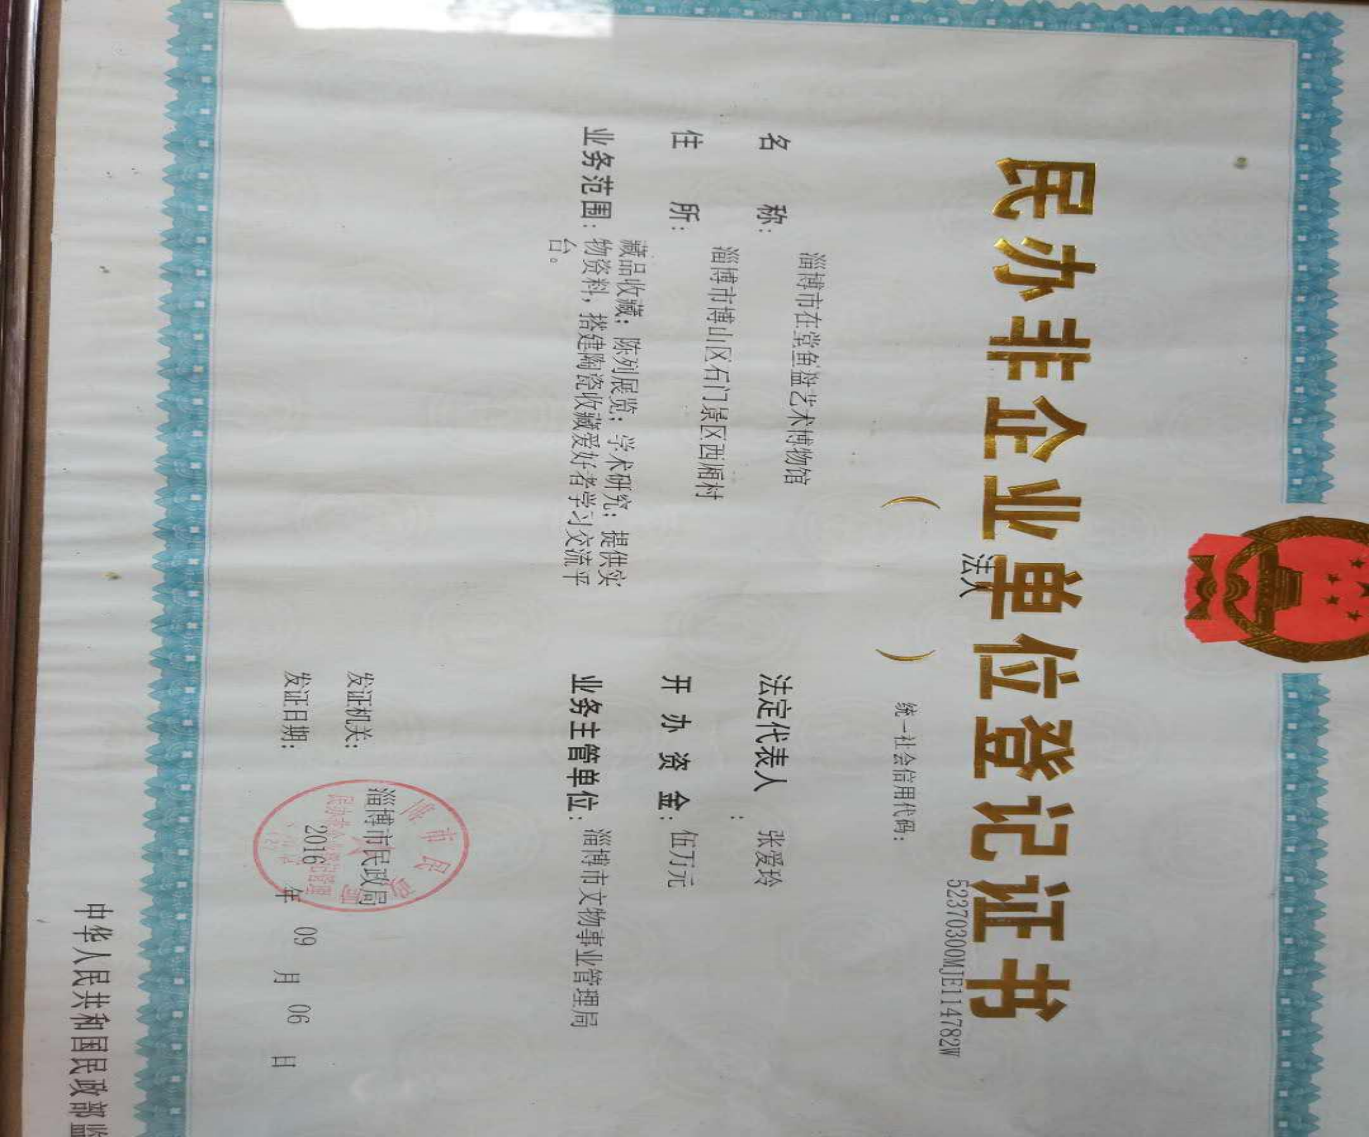 民办非企业单位登记证书
法人
（ ）
统一社会信用代码：
52370300MJE114782W
名 称：
淄博市在堂鱼盘艺术博物馆
住 所：
淄博市博山区石门景区西厢村
业务范围：
藏品收藏；陈列展览；学术研究；提供实
物资料，搭建陶瓷收藏爱好者学习交流平
台。
法定代表人：
张爱玲
开办资金：
伍万元
业务主管单位：
淄博市文物事业管理局
发证机关：
淄博市民政局
发证日期：
2016 年 09 月 06 日
中华人民共和国民政部监